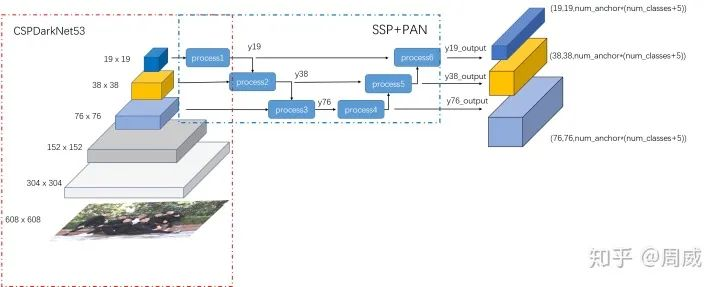 CSPDarkNet53
SSP+PAN
(19,19,num_anchor*(num_classes+5))
19 x 19
process1
y19
process6
y19_output
(38,38,num_anchor*(num_classes+5))
38 x 38
process2
y38
process5
y38_output
76 x 76
process3
y76
process4
y76_output
(76,76,num_anchor*(num_classes+5))
152 x 152
304 x 304
608 x 608
知乎 @周威